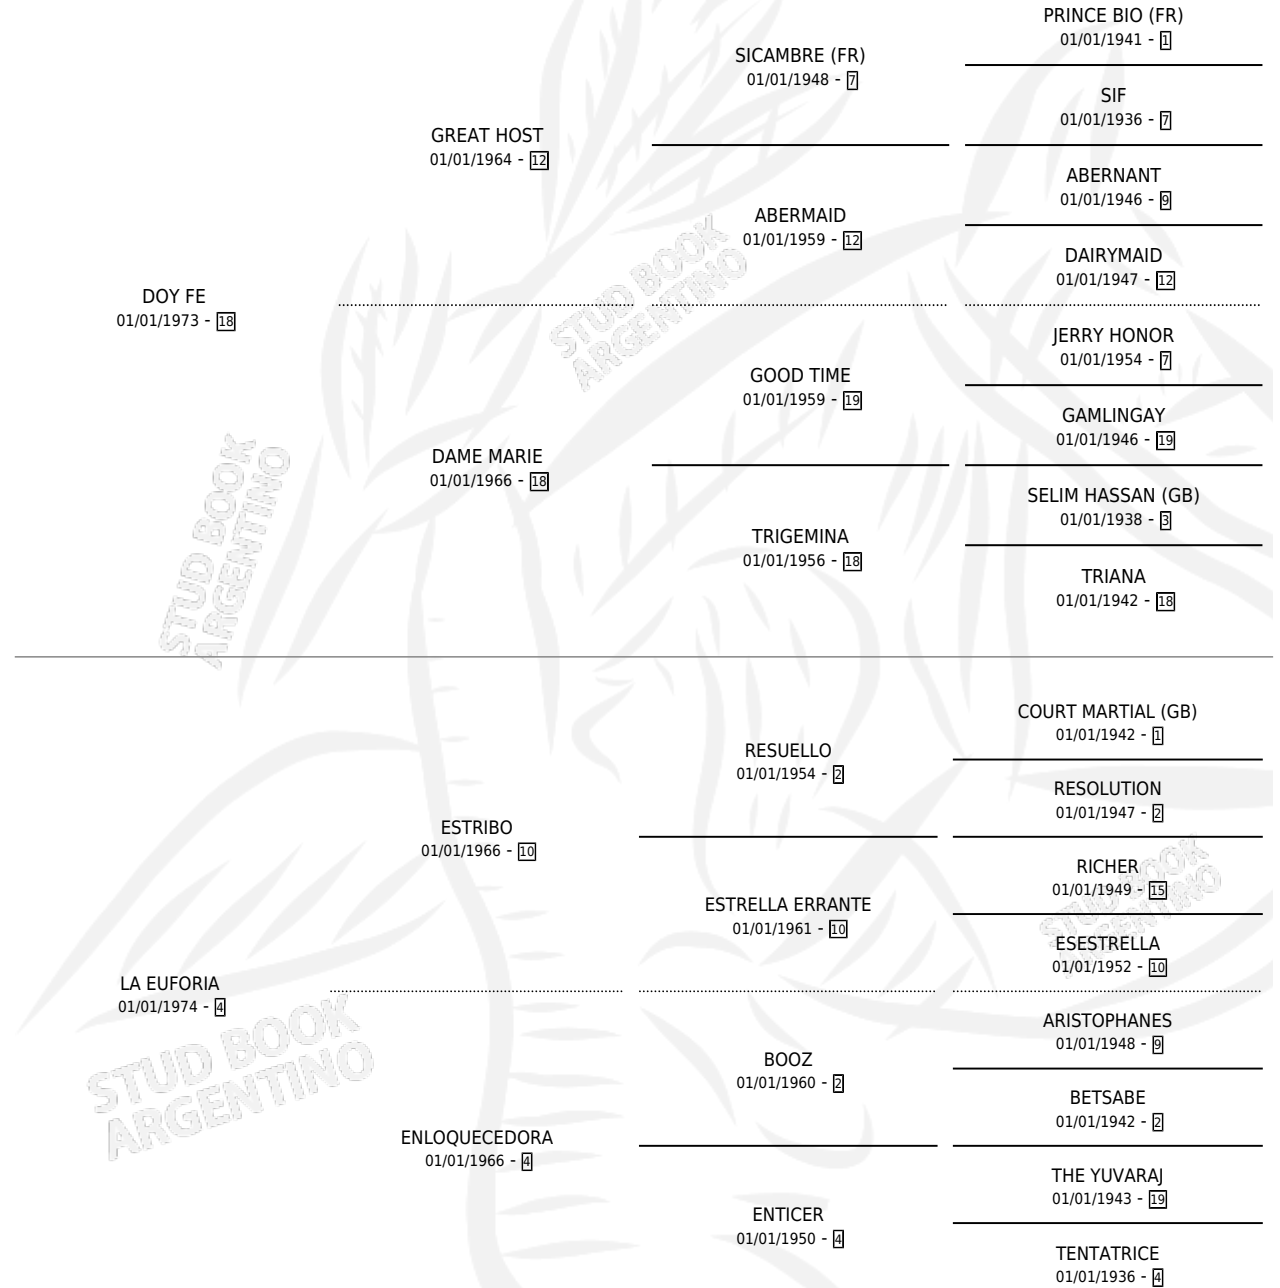 PRINCE BIO (FR)
01/01/1941 - 1
SICAMBRE (FR)
01/01/1948 - 7
SIF
01/01/1936 - 7
GREAT HOST
01/01/1964 - 12
ABERNANT
01/01/1946 - 9
ABERMAID
01/01/1959 - 12
DAIRYMAID
01/01/1947 - 12
DOY FE
01/01/1973 - 18
JERRY HONOR
01/01/1954 - 7
GOOD TIME
01/01/1959 - 19
GAMLINGAY
01/01/1946 - 19
DAME MARIE
01/01/1966 - 18
SELIM HASSAN (GB)
01/01/1938 - 3
TRIGEMINA
01/01/1956 - 18
TRIANA
01/01/1942 - 18
STUD BOOK
ARGENTINO
STUD BOOK
ARGENTINO
COURT MARTIAL (GB)
01/01/1942 - 1
RESUELLO
01/01/1954 - 2
RESOLUTION
01/01/1947 - 2
ESTRIBO
01/01/1966 - 10
RICHER
01/01/1949 - 15
ESTRELLA ERRANTE
01/01/1961 - 10
ESESTRELLA
01/01/1952 - 10
LA EUFORIA
01/01/1974 - 4
ARISTOPHANES
01/01/1948 - 9
BOOZ
01/01/1960 - 2
BETSABE
01/01/1942 - 2
ENLOQUECEDORA
01/01/1966 - 4
THE YUVARAJ
01/01/1943 - 19
ENTICER
01/01/1950 - 4
TENTATRICE
01/01/1936 - 4
STUD BOOK
ARGENTINO
STUD BOOK
ARGENTINO